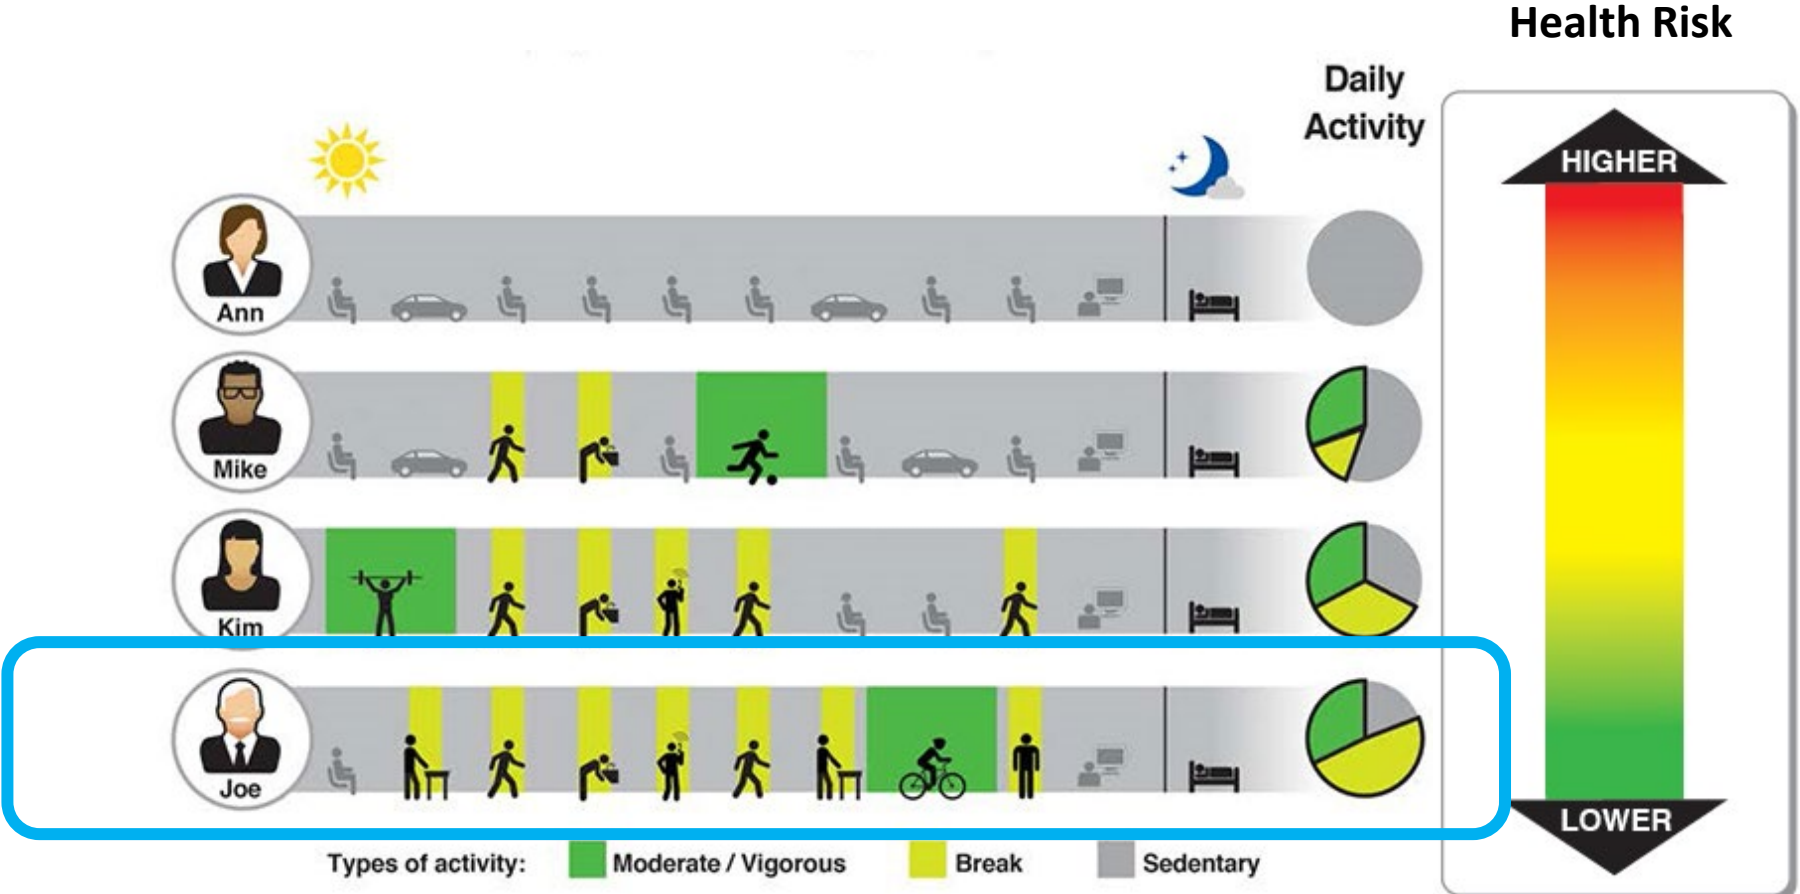 Health Risk
Daily
Activity
HIGHER
Ann
Mike
Kim
Joe
LOWER
Types of activity: Moderate / Vigorous Break Sedentary